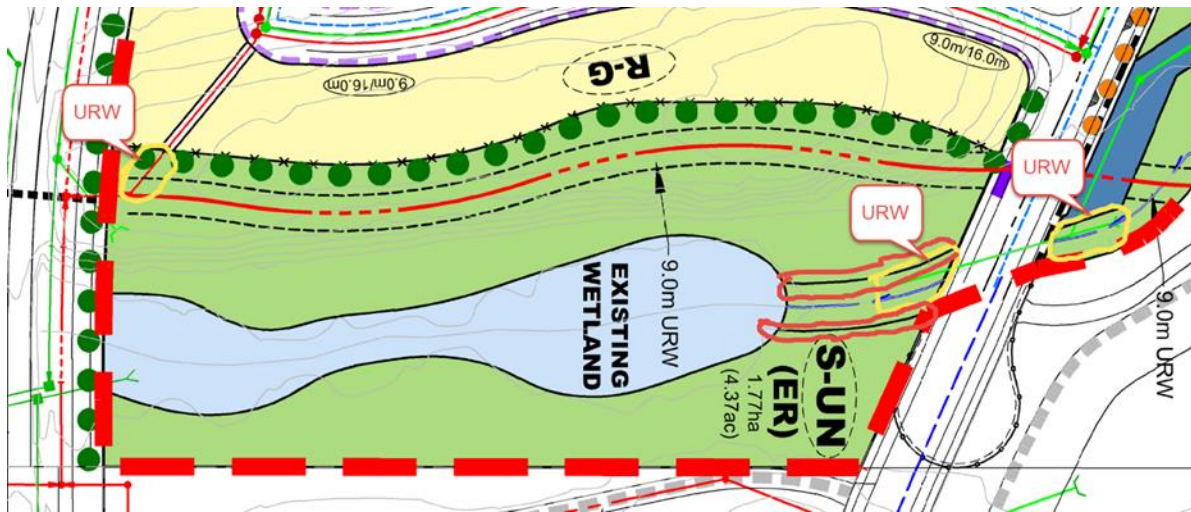 URW
R-G
9.0m/16.0m
9.0m/16.0m
URW
URW
9.0m URW
EXISTING
WETLAND
S-UN
(ER)
1.77ha
(4.37ac)
9.0m URW